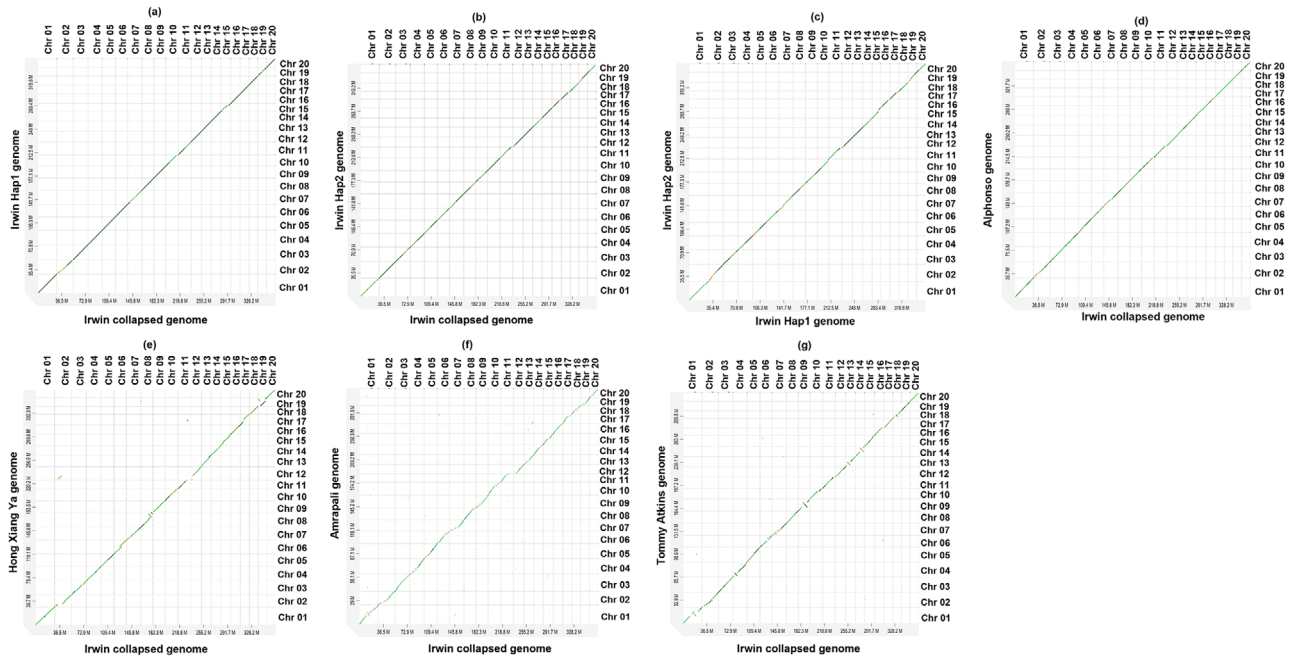 (a)
Chr 01 Chr 02 Chr 03 Chr 04 Chr 05 Chr 06 Chr 07 Chr 08 Chr 09 Chr 10 Chr 11 Chr 12 Chr 13 Chr 14 Chr 15 Chr 16 Chr 17 Chr 18 Chr 19 Chr 20
Irwin Hap1 genome
Chr 20
Chr 19
Chr 18
Chr 17
Chr 16
Chr 15
Chr 14
Chr 13
Chr 12
Chr 11
Chr 10
Chr 09
Chr 08
Chr 07
Chr 06
Chr 05
Chr 04
Chr 03
Chr 02
Chr 01
36.5 M 72.9 M 109.4 M 145.8 M 182.3 M 218.8 M 255.2 M 291.7 M 328.2 M
Irwin collapsed genome
(b)
Chr 01 Chr 02 Chr 03 Chr 04 Chr 05 Chr 06 Chr 07 Chr 08 Chr 09 Chr 10 Chr 11 Chr 12 Chr 13 Chr 14 Chr 15 Chr 16 Chr 17 Chr 18 Chr 19 Chr 20
Irwin Hap2 genome
Chr 20
Chr 19
Chr 18
Chr 17
Chr 16
Chr 15
Chr 14
Chr 13
Chr 12
Chr 11
Chr 10
Chr 09
Chr 08
Chr 07
Chr 06
Chr 05
Chr 04
Chr 03
Chr 02
Chr 01
36.5 M 72.9 M 109.4 M 145.8 M 182.3 M 218.8 M 255.2 M 291.7 M 328.2 M
Irwin collapsed genome
(c)
Chr 01 Chr 02 Chr 03 Chr 04 Chr 05 Chr 06 Chr 07 Chr 08 Chr 09 Chr 10 Chr 11 Chr 12 Chr 13 Chr 14 Chr 15 Chr 16 Chr 17 Chr 18 Chr 19 Chr 20
Irwin Hap2 genome
Chr 20
Chr 19
Chr 18
Chr 17
Chr 16
Chr 15
Chr 14
Chr 13
Chr 12
Chr 11
Chr 10
Chr 09
Chr 08
Chr 07
Chr 06
Chr 05
Chr 04
Chr 03
Chr 02
Chr 01
35.4 M 70.8 M 106.3 M 141.7 M 177.1 M 212.5 M 248 M 283.4 M 318.8 M
Irwin Hap1 genome
(d)
Chr 01 Chr 02 Chr 03 Chr 04 Chr 05 Chr 06 Chr 07 Chr 08 Chr 09 Chr 10 Chr 11 Chr 12 Chr 13 Chr 14 Chr 15 Chr 16 Chr 17 Chr 18 Chr 19 Chr 20
Alphonso genome
Chr 20
Chr 19
Chr 18
Chr 17
Chr 16
Chr 15
Chr 14
Chr 13
Chr 12
Chr 11
Chr 10
Chr 09
Chr 08
Chr 07
Chr 06
Chr 05
Chr 04
Chr 03
Chr 02
Chr 01
36.5 M 72.9 M 109.4 M 145.8 M 182.3 M 218.8 M 255.2 M 291.7 M 328.2 M
Irwin collapsed genome
(e)
Chr 01 Chr 02 Chr 03 Chr 04 Chr 05 Chr 06 Chr 07 Chr 08 Chr 09 Chr 10 Chr 11 Chr 12 Chr 13 Chr 14 Chr 15 Chr 16 Chr 17 Chr 18 Chr 19 Chr 20
Hong Xiang Ya genome
Chr 20
Chr 19
Chr 18
Chr 17
Chr 16
Chr 15
Chr 14
Chr 13
Chr 12
Chr 11
Chr 10
Chr 09
Chr 08
Chr 07
Chr 06
Chr 05
Chr 04
Chr 03
Chr 02
Chr 01
36.5 M 72.9 M 109.4 M 145.8 M 182.3 M 218.8 M 255.2 M 291.7 M 328.2 M
Irwin collapsed genome
(f)
Chr 01 Chr 02 Chr 03 Chr 04 Chr 05 Chr 06 Chr 07 Chr 08 Chr 09 Chr 10 Chr 11 Chr 12 Chr 13 Chr 14 Chr 15 Chr 16 Chr 17 Chr 18 Chr 19 Chr 20
Amrapali genome
Chr 20
Chr 19
Chr 18
Chr 17
Chr 16
Chr 15
Chr 14
Chr 13
Chr 12
Chr 11
Chr 10
Chr 09
Chr 08
Chr 07
Chr 06
Chr 05
Chr 04
Chr 03
Chr 02
Chr 01
36.5 M 72.9 M 109.4 M 145.8 M 182.3 M 218.8 M 255.2 M 291.7 M 328.2 M
Irwin collapsed genome
(g)
Chr 01 Chr 02 Chr 03 Chr 04 Chr 05 Chr 06 Chr 07 Chr 08 Chr 09 Chr 10 Chr 11 Chr 12 Chr 13 Chr 14 Chr 15 Chr 16 Chr 17 Chr 18 Chr 19 Chr 20
Tommy Atkins genome
Chr 20
Chr 19
Chr 18
Chr 17
Chr 16
Chr 15
Chr 14
Chr 13
Chr 12
Chr 11
Chr 10
Chr 09
Chr 08
Chr 07
Chr 06
Chr 05
Chr 04
Chr 03
Chr 02
Chr 01
36.5 M 72.9 M 109.4 M 145.8 M 182.3 M 218.8 M 255.2 M 291.7 M 328.2 M
Irwin collapsed genome